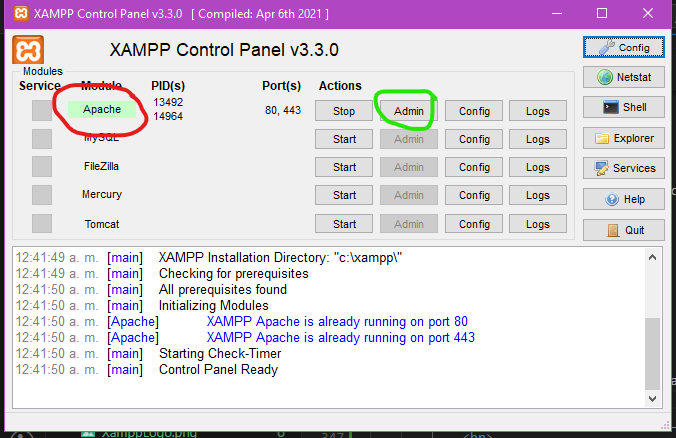 XAMPP Control Panel v3.3.0 [ Compiled: Apr 6th 2021 ]
XAMPP Control Panel v3.3.0
Config
Modules
Service Module PID(s) Port(s) Actions
Netstat
Apache 13492 14964 80, 443 Stop Admin Config Logs
Shell
MySQL Start Admin Config Logs
Explorer
FileZilla Start Admin Config Logs
Services
Mercury Start Admin Config Logs
Help
Tomcat Start Admin Config Logs
Quit
12:41:49 a. m. [main] XAMPP Installation Directory: "c:\xampp\"
12:41:49 a. m. [main] Checking for prerequisites
12:41:50 a. m. [main] All prerequisites found
12:41:50 a. m. [main] Initializing Modules
12:41:50 a. m. [Apache] XAMPP Apache is already running on port 80
12:41:50 a. m. [Apache] XAMPP Apache is already running on port 443
12:41:50 a. m. [main] Starting Check-Timer
12:41:50 a. m. [main] Control Panel Ready
XamppLogo.png 347 <hp>